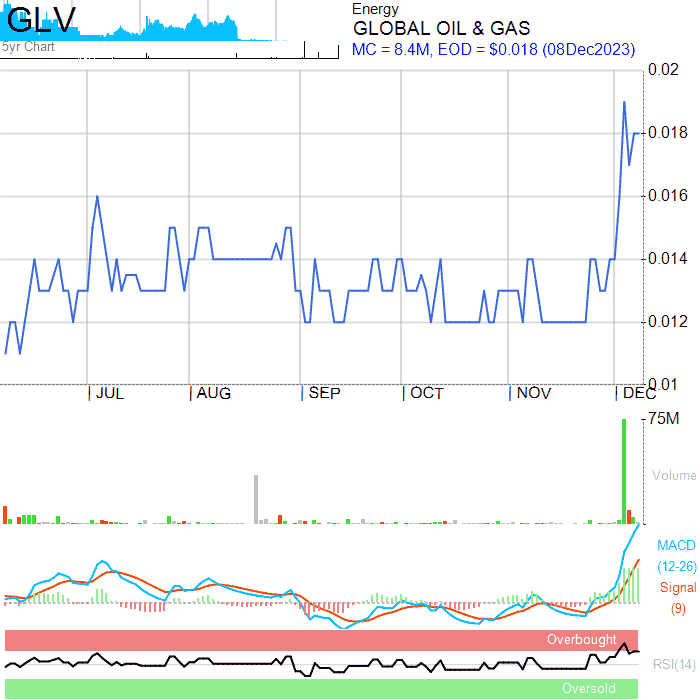 GLV
5yr Chart
Energy
GLOBAL OIL & GAS
MC = 8.4M, EOD = $0.018 (08Dec2023)
0.02
0.018
0.016
0.014
0.012
0.01
JUL AUG SEP OCT NOV DEC
75M
Volume
MACD
(12-26)
Signal
(9)
Overbought
RSI(14)
Oversold